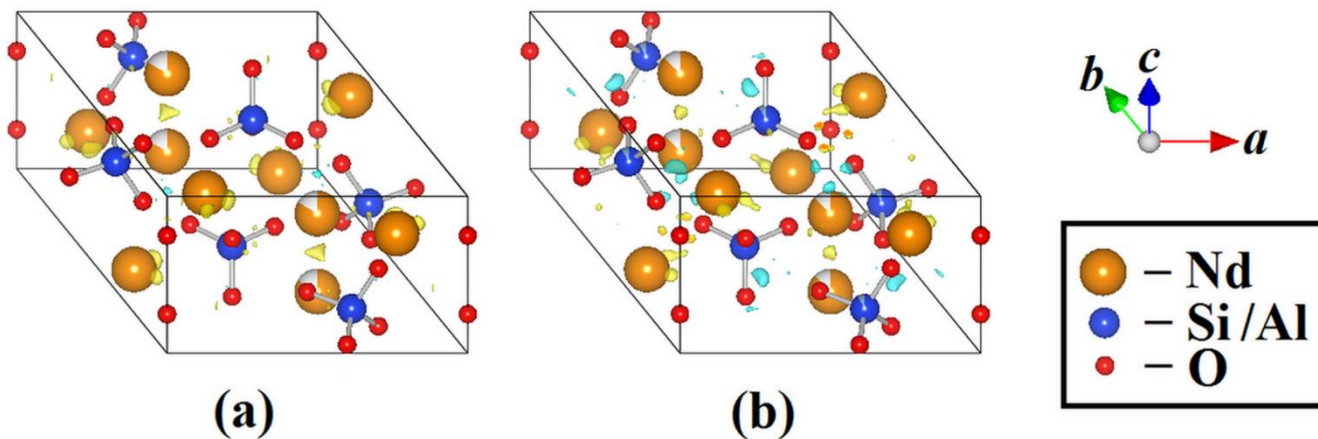 b
c
a
– Nd
– Si/Al
– O
(a)
(b)